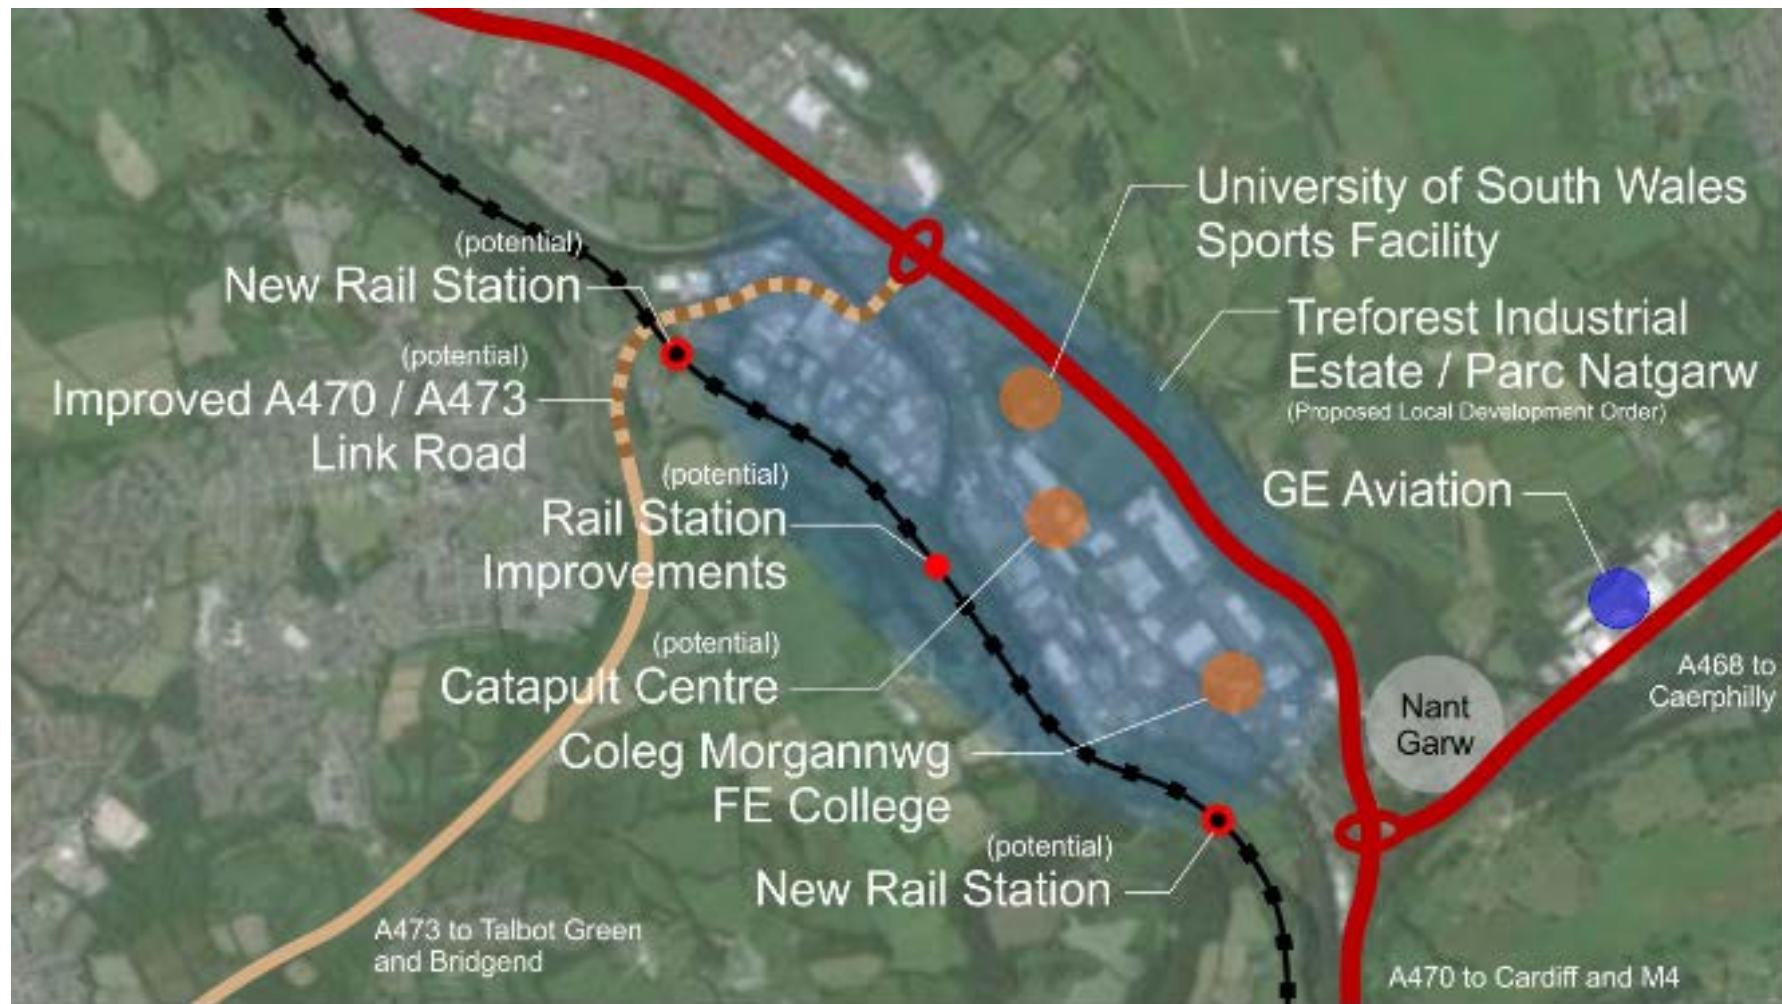 (potential)
New Rail Station
(potential)
Improved A470 / A473
Link Road
(potential)
Rail Station
Improvements
(potential)
Catapult Centre
Coleg Morgannwg
FE College
(potential)
New Rail Station
A473 to Talbot Green
and Bridgend
University of South Wales
Sports Facility
Treforest Industrial
Estate / Parc Natgarw
(Proposed Local Development Order)
GE Aviation
A468 to
Caerphilly
Nant
Garw
A470 to Cardiff and M4